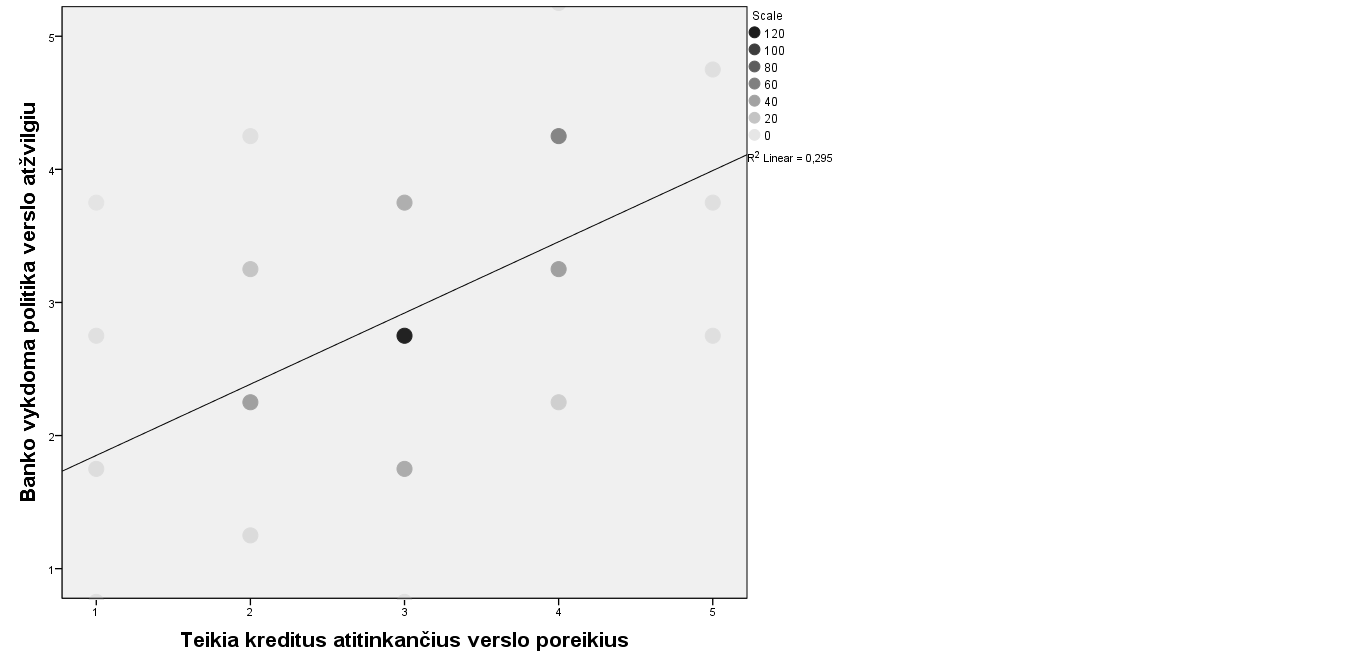 Scale
120
100
80
60
40
20
0
R2 Linear = 0,295
Banko vykdoma politika verslo atžvilgiu
5
4
3
2
1
1 2 3 4 5
Teikia kreditus atitinkančius verslo poreikius